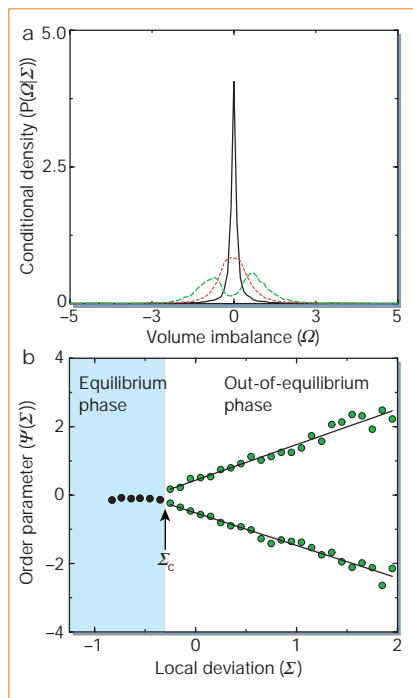 a
5.0
2.5
0
Conditional density (P(Ω|Σ))
−5
−3
0
3
5
Volume imbalance (Ω)
b
4
2
0
−2
−4
Order parameter (Ψ(Σ))
Equilibrium
phase
Out-of-equilibrium
phase
Σc
−1
0
1
2
Local deviation (Σ)